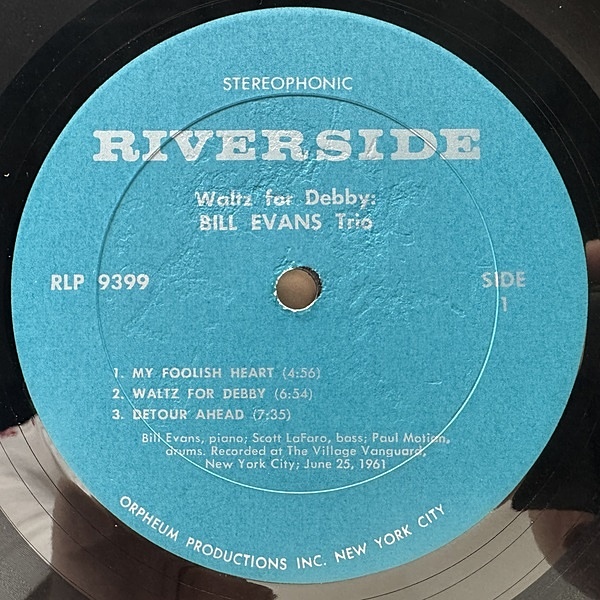 STEREOPHONIC
RIVERSIDE
Waltz for Debby:
BILL EVANS Trio
RLP 9399
SIDE
1
1. MY FOOLISH HEART (4:56)
2. WALTZ FOR DEBBY (6:54)
3. DETOUR AHEAD (7:35)
Bill Evans, piano; Scott LaFaro, bass; Paul Motian,
drums. Recorded at The Village Vanguard,
New York City; June 25, 1961
ORPHEUM PRODUCTIONS INC. NEW YORK CITY